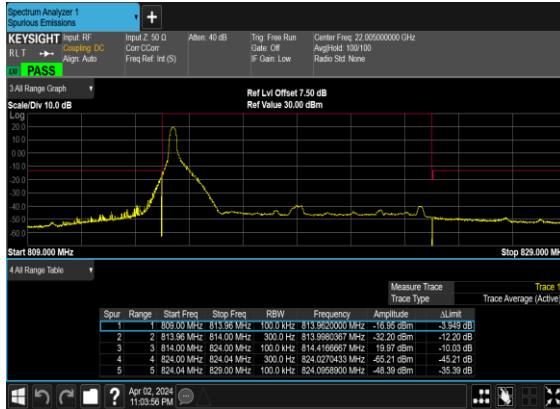 Spectrum Analyzer 1
Spurious Emissions
KEYSIGHT Input: RF Input Z: 50 Ω Atten: 40 dB Trig: Free Run Center Freq: 22.005000000 GHz
RLT Coupling: DC Corr CCorr Gate: Off Avg|Hold: 100/100
Align: Auto Freq Ref: Int (S) IF Gain: Low Radio Std: None
PASS
3 All Range Graph
Ref Lvl Offset 7.50 dB
Scale/Div 10.0 dB Ref Value 30.00 dBm
Log
20.0
10.0
0.00
-10.0
-20.0
-30.0
-40.0
-50.0
-60.0
Start 809.000 MHz Stop 829.000 MH
4 All Range Table
Measure Trace Trace 1
Trace Type Trace Average (Active)
Spur Range Start Freq Stop Freq RBW Frequency Amplitude ΔLimit
1 1 809.00 MHz 813.96 MHz 100.0 kHz 813.9620000 MHz -16.95 dBm -3.949 dB
2 2 813.96 MHz 814.00 MHz 300.0 Hz 813.9980367 MHz -32.20 dBm -12.20 dB
3 3 814.00 MHz 824.00 MHz 100.0 kHz 814.4166667 MHz 19.97 dBm -10.03 dB
4 4 824.00 MHz 824.04 MHz 300.0 Hz 824.0270433 MHz -65.21 dBm -45.21 dB
5 5 824.04 MHz 829.00 MHz 100.0 kHz 824.0958900 MHz -48.39 dBm -35.39 dB
Apr 02, 2024
11:03:56 PM